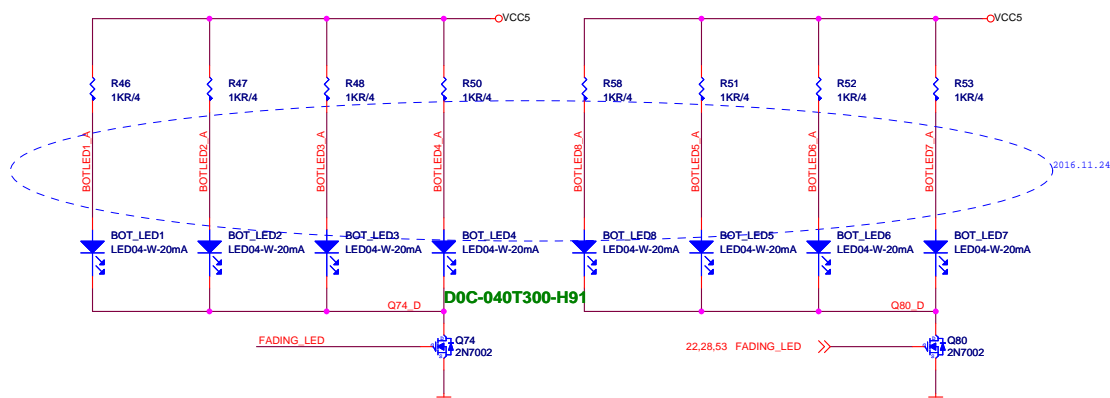 VCC5
VCC5
R46
1KR/4
R47
1KR/4
R48
1KR/4
R50
1KR/4
R58
1KR/4
R51
1KR/4
R52
1KR/4
R53
1KR/4
BOTLED1_A
BOTLED2_A
BOTLED3_A
BOTLED4_A
BOTLED8_A
BOTLED5_A
BOTLED6_A
BOTLED7_A
2016.11.24
BOT_LED1
LED04-W-20mA
BOT_LED2
LED04-W-20mA
BOT_LED3
LED04-W-20mA
BOT_LED4
LED04-W-20mA
BOT_LED8
LED04-W-20mA
BOT_LED5
LED04-W-20mA
BOT_LED6
LED04-W-20mA
BOT_LED7
LED04-W-20mA
D0C-040T300-H91
Q74_D
Q80_D
FADING_LED
Q74
2N7002
22,28,53 FADING_LED
Q80
2N7002